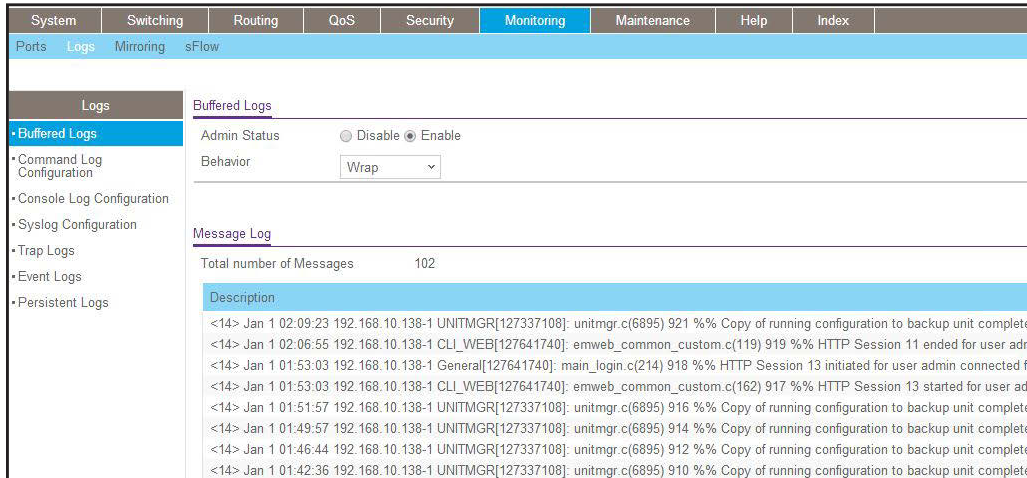 System Switching Routing QoS Security Monitoring Maintenance Help Index
Ports Logs Mirroring sFlow
Logs
Buffered Logs
Command Log
Configuration
Console Log Configuration
Syslog Configuration
Trap Logs
Event Logs
Persistent Logs
Buffered Logs
Admin Status Disable Enable
Behavior Wrap
Message Log
Total number of Messages 102
Description
<14> Jan 1 02:09:23 192.168.10.138-1 UNITMGR[127337108]: unitmgr.c(6895) 921 %% Copy of running configuration to backup unit complete
<14> Jan 1 02:06:55 192.168.10.138-1 CLI_WEB[127641740]: emweb_common_custom.c(119) 919 %% HTTP Session 11 ended for user
<14> Jan 1 01:53:03 192.168.10.138-1 General[127641740]: main_login.c(214) 918 %% HTTP Session 13 initiated for user admin connected
<14> Jan 1 01:53:03 192.168.10.138-1 CLI_WEB[127641740]: emweb_common_custom.c(162) 917 %% HTTP Session 13 started for user
<14> Jan 1 01:51:57 192.168.10.138-1 UNITMGR[127337108]: unitmgr.c(6895) 916 %% Copy of running configuration to backup unit complete
<14> Jan 1 01:49:57 192.168.10.138-1 UNITMGR[127337108]: unitmgr.c(6895) 914 %% Copy of running configuration to backup unit complete
<14> Jan 1 01:46:44 192.168.10.138-1 UNITMGR[127337108]: unitmgr.c(6895) 912 %% Copy of running configuration to backup unit complete
<14> Jan 1 01:42:36 192.168.10.138-1 UNITMGR[127337108]: unitmgr.c(6895) 910 %% Copy of running configuration to backup unit complete